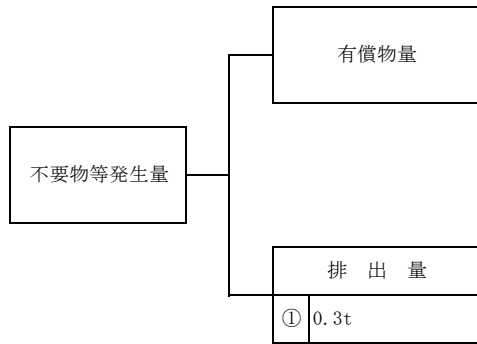 有償物量
不要物等発生量
排 出 量
① 0.3t